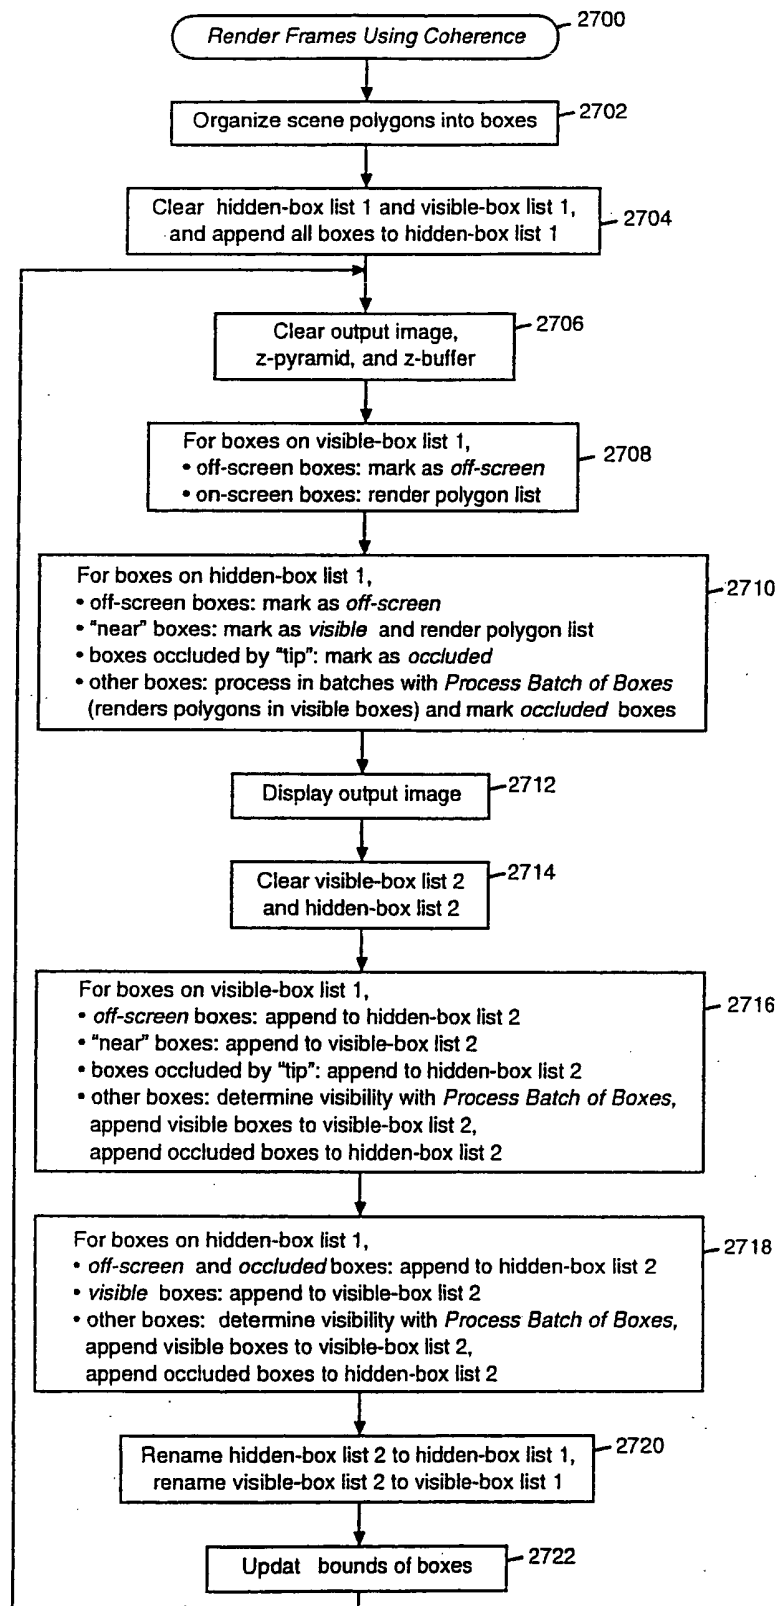 Render Frames Using Coherence
2700
Organize scene polygons into boxes
2702
Clear hidden-box list 1 and visible-box list 1,
and append all boxes to hidden-box list 1
2704
Clear output image,
z-pyramid, and z-buffer
2706
For boxes on visible-box list 1,
• off-screen boxes: mark as off-screen
• on-screen boxes: render polygon list
2708
For boxes on hidden-box list 1,
• off-screen boxes: mark as off-screen
• "near" boxes: mark as visible and render polygon list
• boxes occluded by "tip": mark as occluded
• other boxes: process in batches with Process Batch of Boxes
(renders polygons in visible boxes) and mark occluded boxes
2710
Display output image
2712
Clear visible-box list 2
and hidden-box list 2
2714
For boxes on visible-box list 1,
• off-screen boxes: append to hidden-box list 2
• "near" boxes: append to visible-box list 2
• boxes occluded by "tip": append to hidden-box list 2
• other boxes: determine visibility with Process Batch of Boxes,
append visible boxes to visible-box list 2,
append occluded boxes to hidden-box list 2
2716
For boxes on hidden-box list 1,
• off-screen and occluded boxes: append to hidden-box list 2
• visible boxes: append to visible-box list 2
• other boxes: determine visibility with Process Batch of Boxes,
append visible boxes to visible-box list 2,
append occluded boxes to hidden-box list 2
2718
Rename hidden-box list 2 to hidden-box list 1,
rename visible-box list 2 to visible-box list 1
2720
Updat bounds of boxes
2722